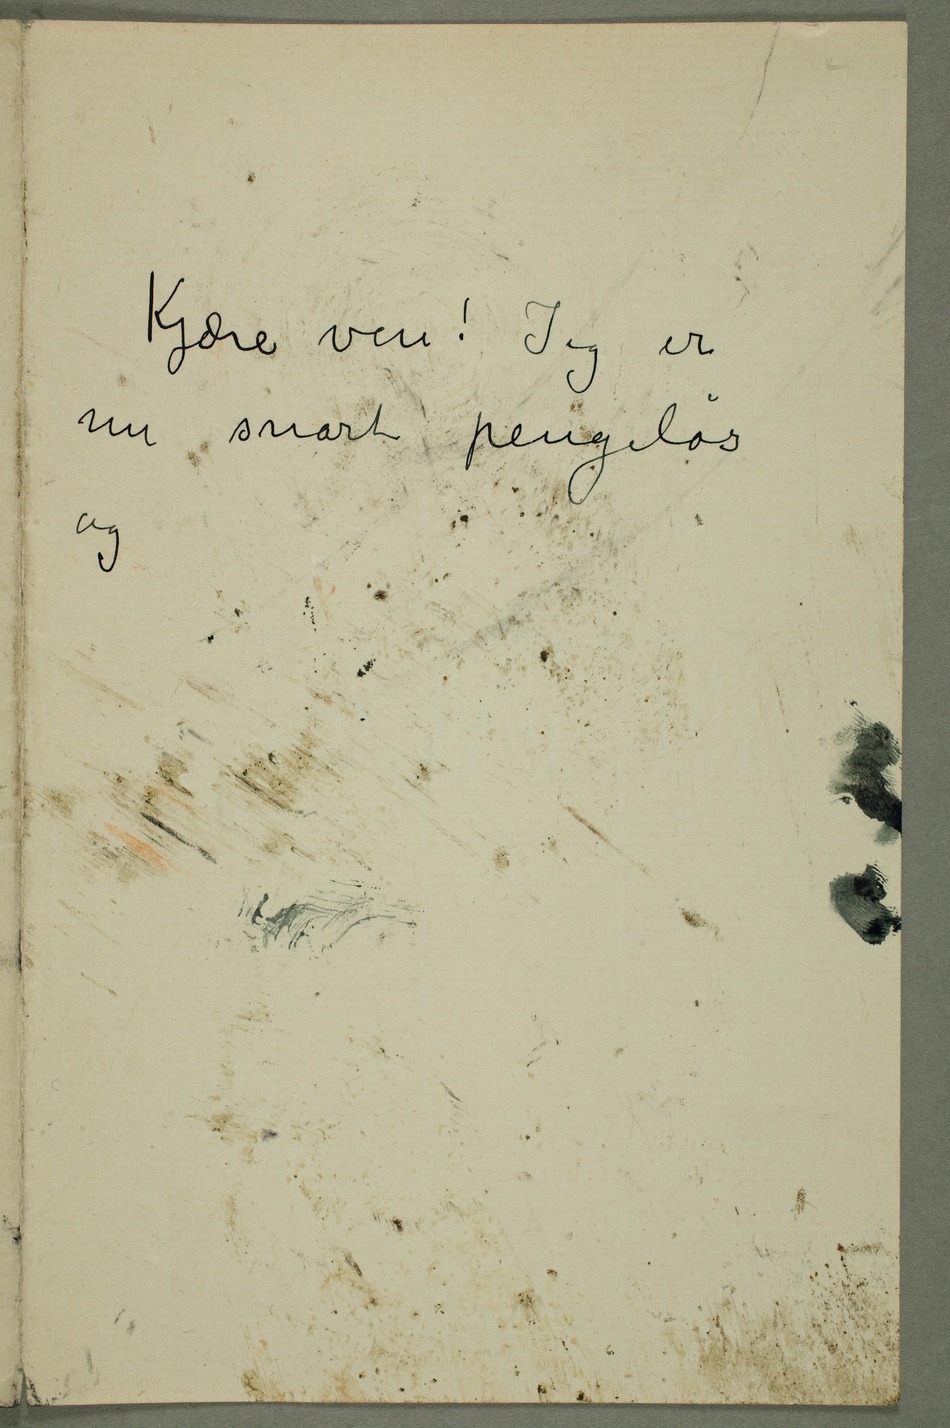 Kjære ven! Jeg er
nu snart pengeløs
og